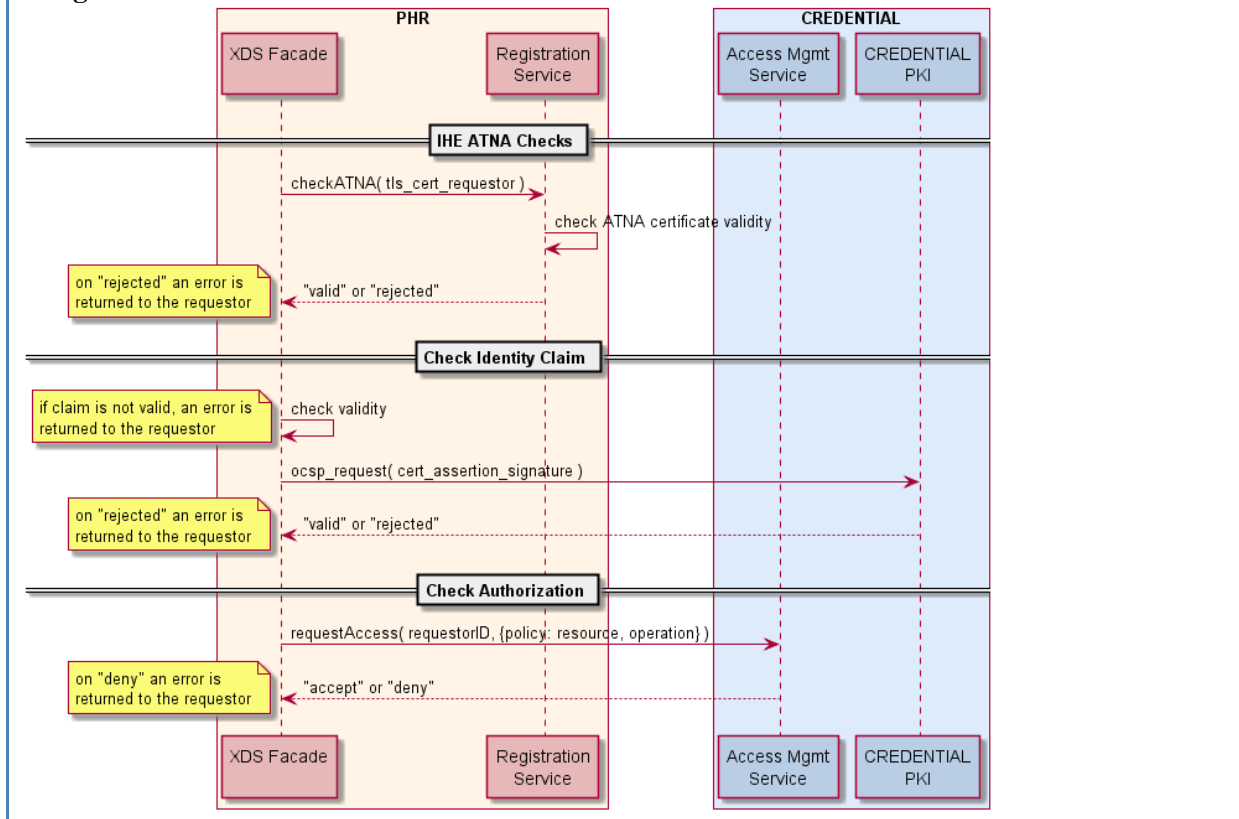 PHR
CREDENTIAL
XDS Facade
Registration
Service
Access Mgmt
Service
CREDENTIAL
PKI
IHE ATNA Checks
checkATNA( tls_cert_requestor )
check ATNA certificate validity
on "rejected" an error is
returned to the requestor
"valid" or "rejected"
Check Identity Claim
if claim is not valid, an error is
returned to the requestor
check validity
ocsp_request( cert_assertion_signature )
on "rejected" an error is
returned to the requestor
"valid" or "rejected"
Check Authorization
requestAccess( requestorID, {policy: resource, operation} )
on "deny" an error is
returned to the requestor
"accept" or "deny"
XDS Facade
Registration
Service
Access Mgmt
Service
CREDENTIAL
PKI